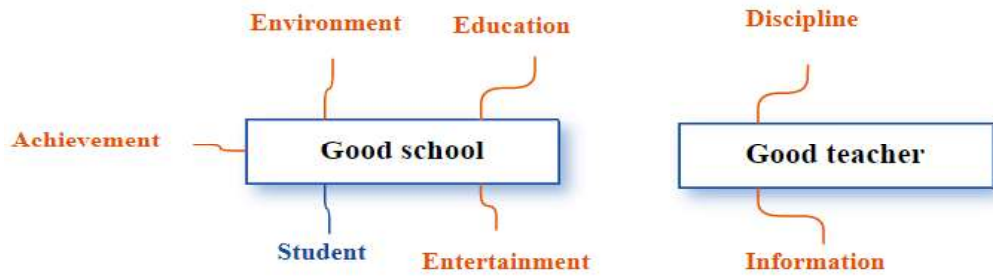 Environment
Education
Discipline
Achievement
Good school
Good teacher
Student
Entertainment
Information